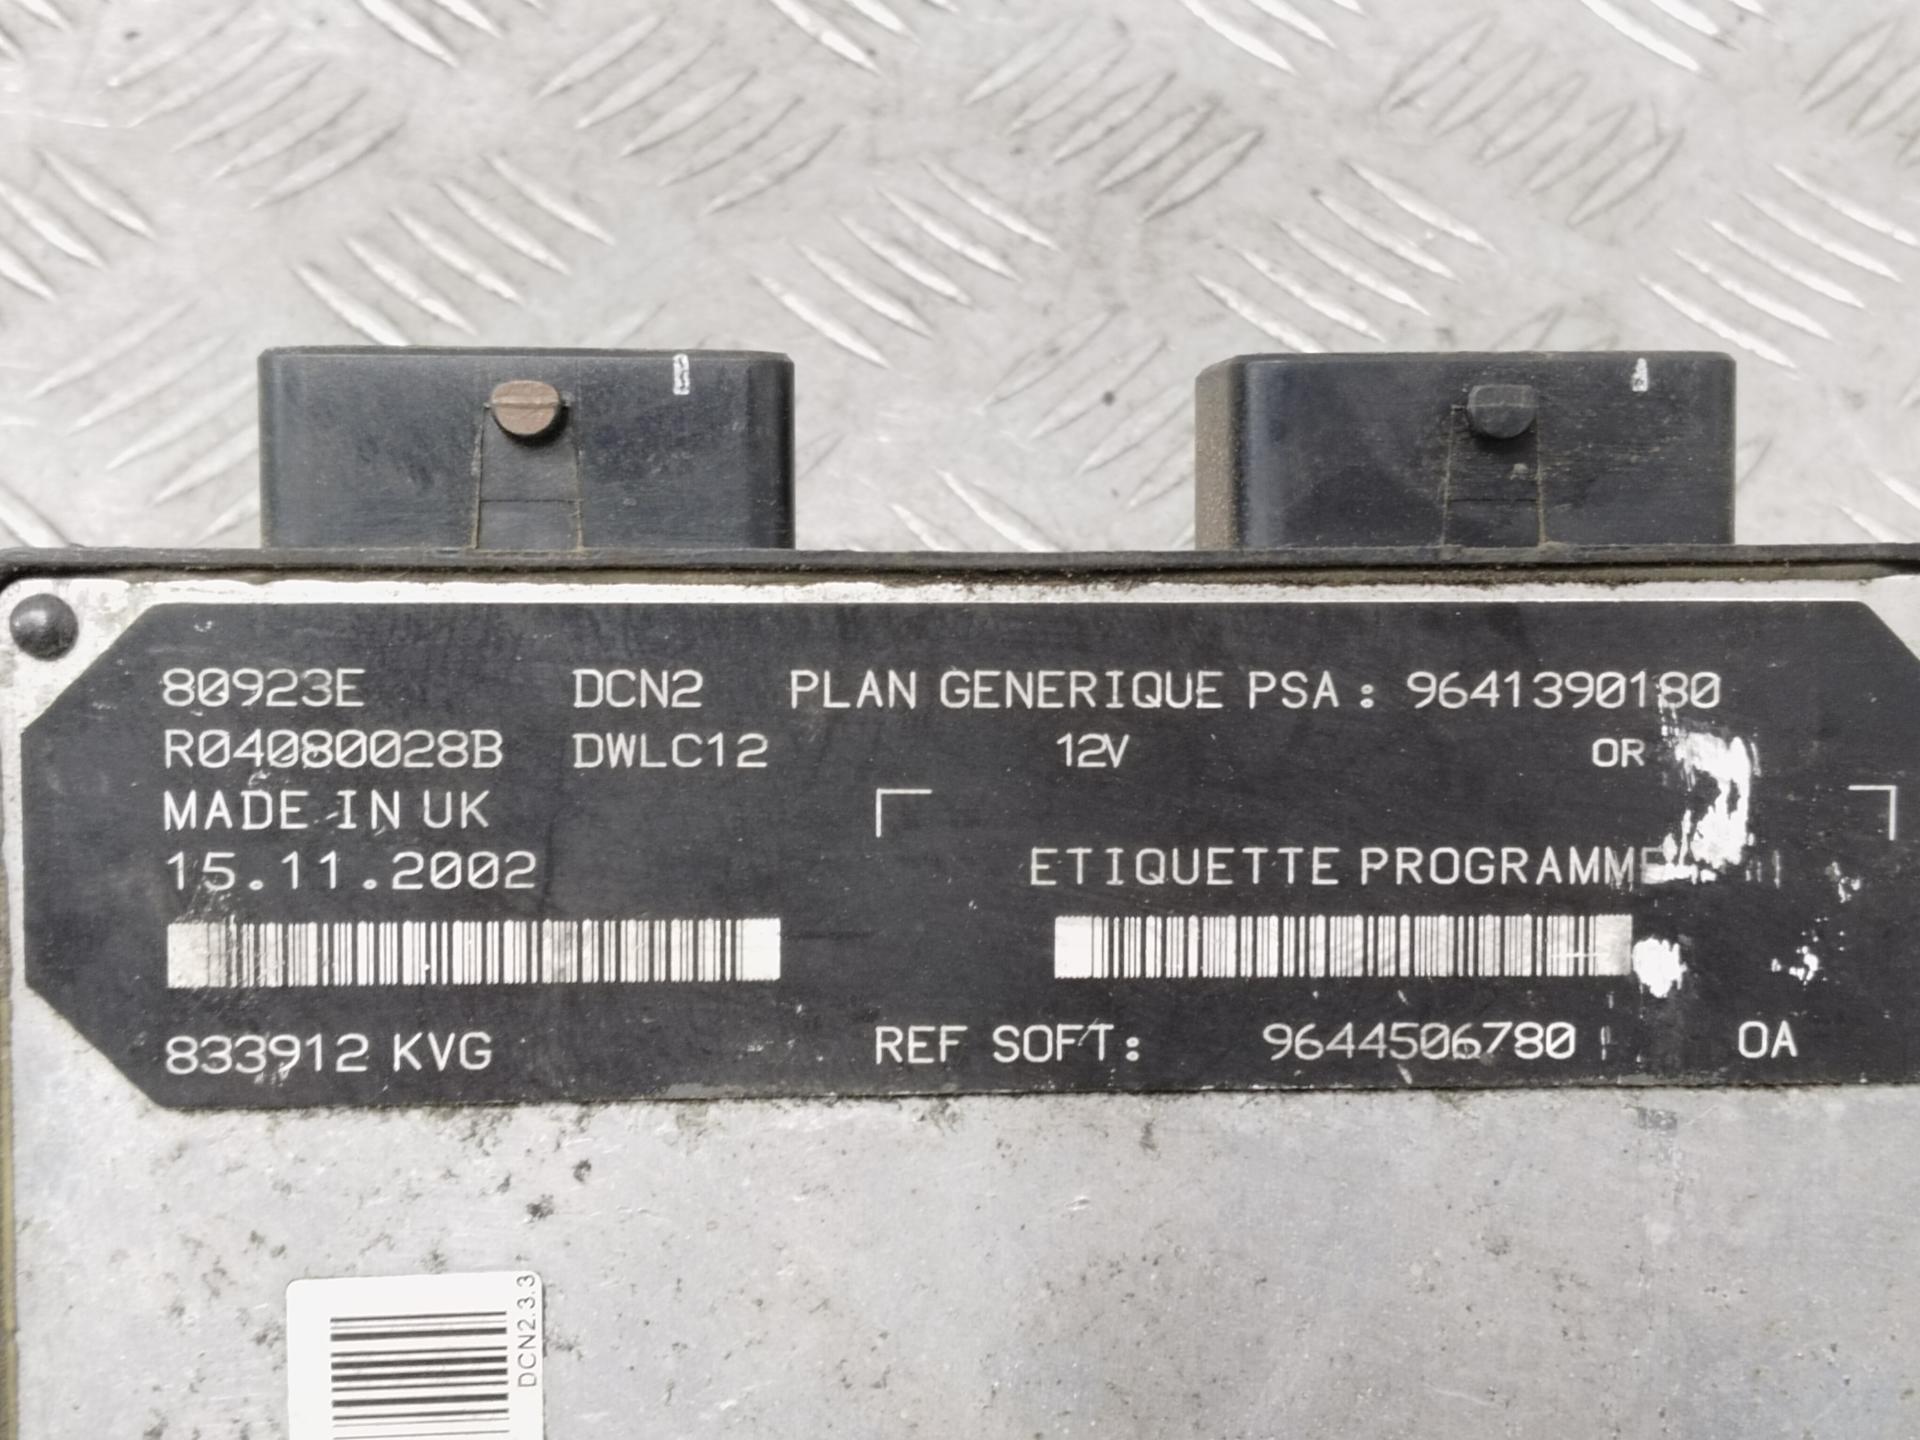 80923E DCN2 PLAN GENERIQUE PSA : 9641390180
R04080028B DWLC12 12V OR
MADE IN UK
15.11.2002 ETIQUETTE PROGRAMME
833912 KVG REF SOFT: 9644506780 OA
DCN2.3.3